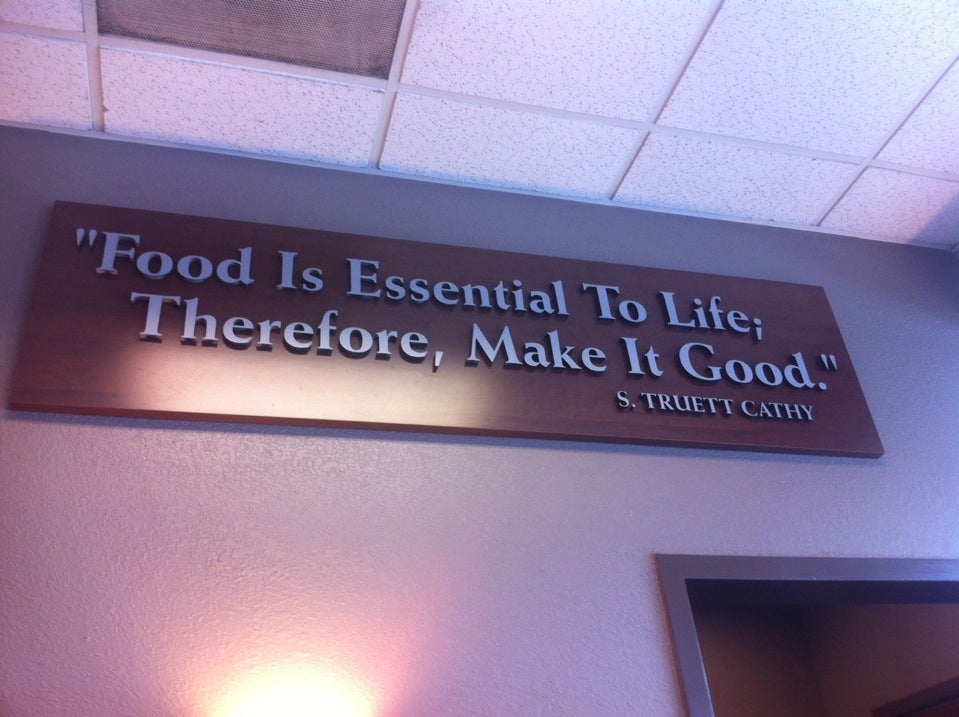 "Food Is Essential To Life;
Therefore, Make It Good."
S. TRUETT CATHY